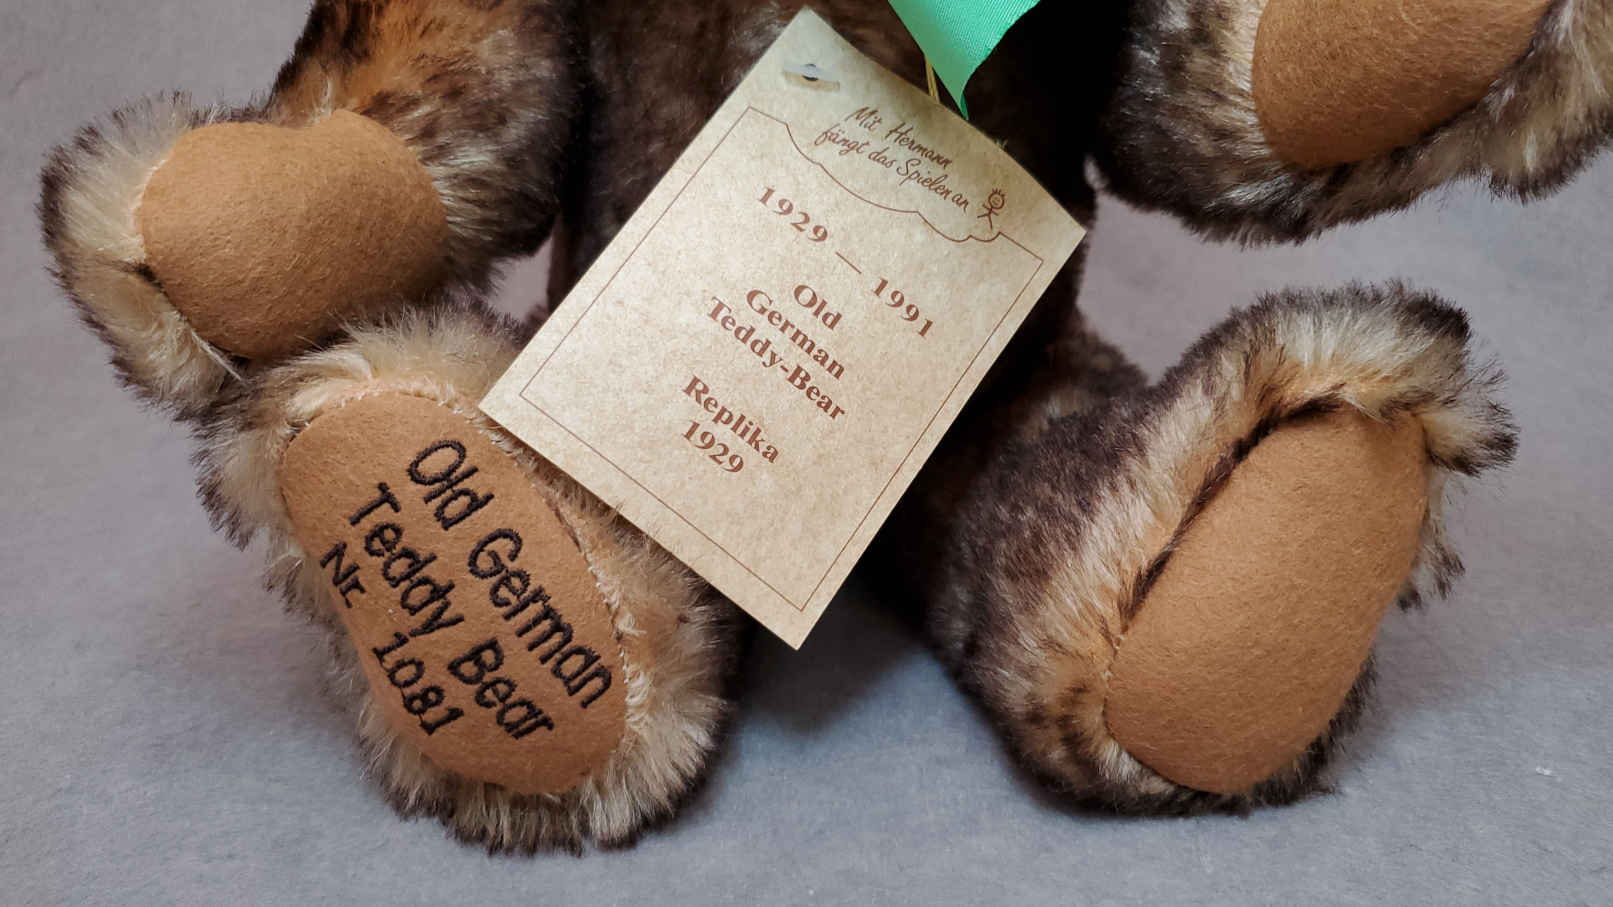 Mit Hermann
fängt das Spielen an
1929 — 1991
Old
German
Teddy-Bear
Replika
1929
Old German
Teddy Bear
Nr. 1081